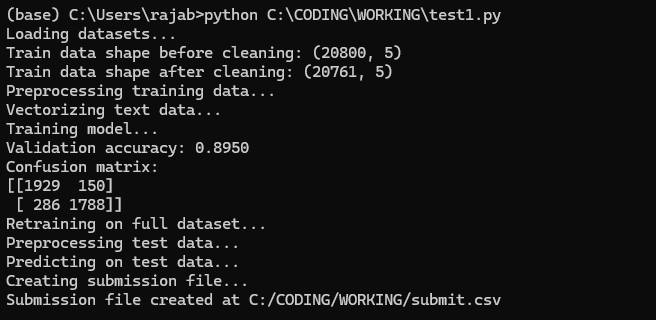 (base) C:\Users\rajab>python C:\CODING\WORKING\test1.py
Loading datasets...
Train data shape before cleaning: (20800, 5)
Train data shape after cleaning: (20761, 5)
Preprocessing training data...
Vectorizing text data...
Training model...
Validation accuracy: 0.8950
Confusion matrix:
[[1929  150]
 [ 286 1788]]
Retraining on full dataset...
Preprocessing test data...
Predicting on test data...
Creating submission file...
Submission file created at C:/CODING/WORKING/submit.csv